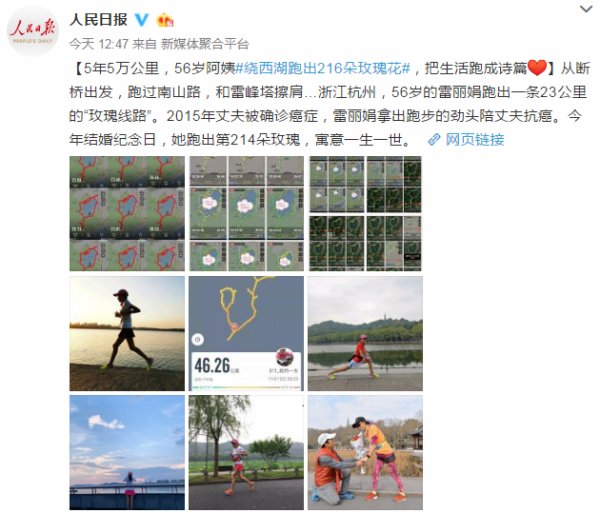 人民日报
人民日报
PEOPLE'S DAILY
今天 12:47 来自 新媒体聚合平台
【5年5万公里，56岁阿姨#绕西湖跑出216朵玫瑰花#，把生活跑成诗篇❤】从断
桥出发，跑过南山路，和雷峰塔擦肩...浙江杭州，56岁的雷丽娟跑出一条23公里
的“玫瑰线路”。2015年丈夫被确诊癌症，雷丽娟拿出跑步的劲头陪丈夫抗癌。今
年结婚纪念日，她跑出第214朵玫瑰，寓意一生一世。 网页链接
46.26